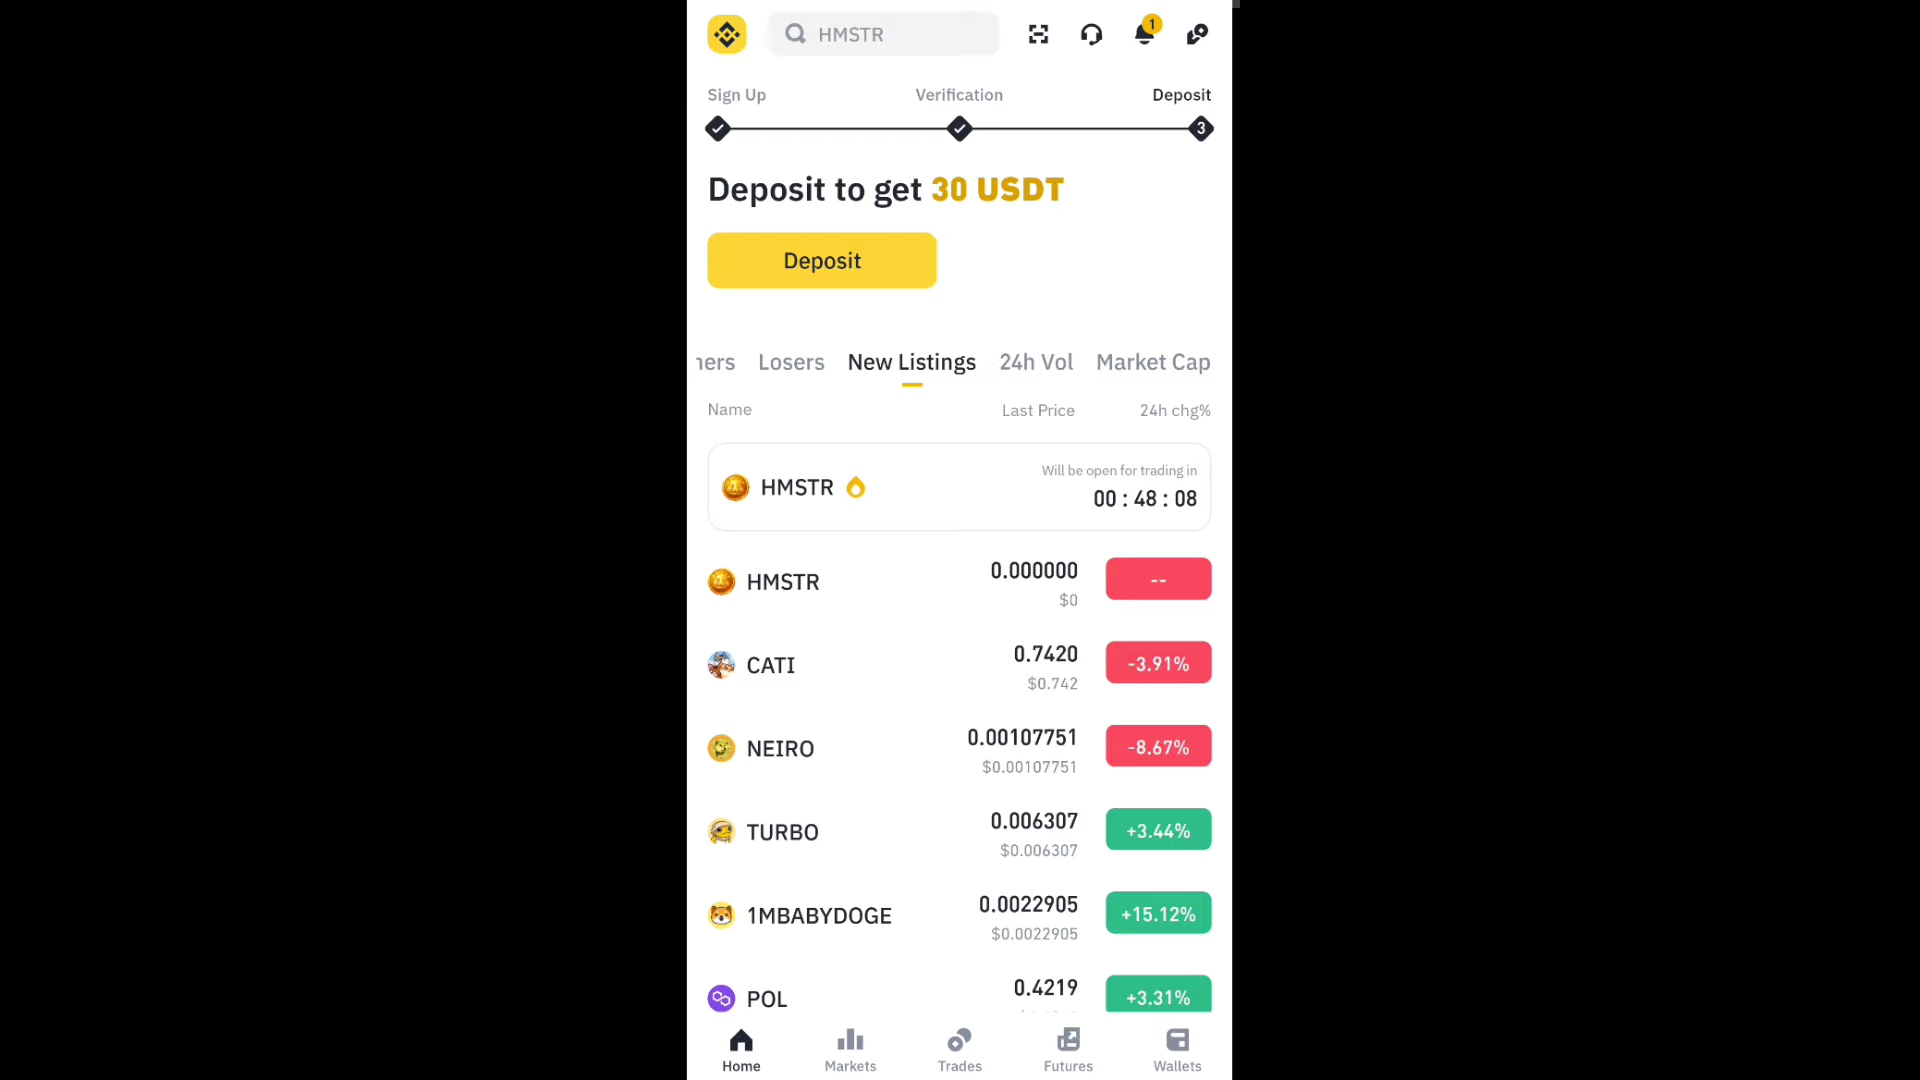 HMSTR
1
Sign Up Verification Deposit
3
Deposit to get 30 USDT
Deposit
ners Losers New Listings 24h Vol Market Cap
Name Last Price 24h chg%
HMSTR Will be open for trading in
00 : 48 : 08
HMSTR 0.000000 --
$0
CATI 0.7420 -3.91%
$0.742
NEIRO 0.00107751 -8.67%
$0.00107751
TURBO 0.006307 +3.44%
$0.006307
1MBABYDOGE 0.0022905 +15.12%
$0.0022905
POL 0.4219 +3.31%
Home Markets Trades Futures Wallets